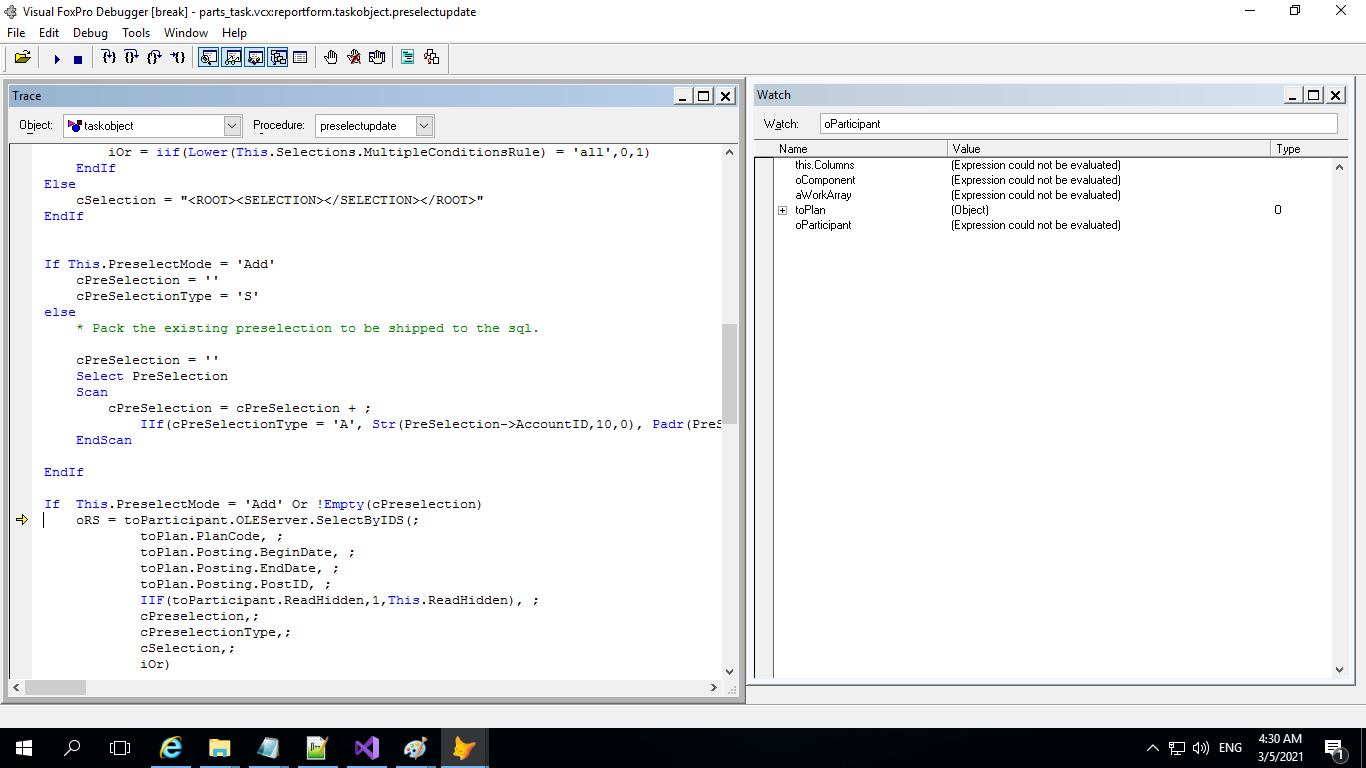 Visual FoxPro Debugger [break] - parts_task.vcx:reportform.taskobject.preselectupdate
File Edit Debug Tools Window Help
Trace
Object: taskobject Procedure: preselectupdate
iOr = iif(Lower(This.Selections.MultipleConditionsRule) = 'all',0,1)
EndIf
Else
cSelection = "<ROOT><SELECTION></SELECTION></ROOT>"
EndIf
If This.PreselectMode = 'Add'
cPreSelection = ''
cPreSelectionType = 'S'
else
* Pack the existing preselection to be shipped to the sql.
cPreSelection = ''
Select PreSelection
Scan
cPreSelection = cPreSelection + ;
IIf(cPreSelectionType = 'A', Str(PreSelection->AccountID,10,0), Padr(PreS
EndScan
EndIf
If  This.PreselectMode = 'Add' Or !Empty(cPreselection)
oRS = toParticipant.OLEServer.SelectByIDS(;
toPlan.PlanCode, ;
toPlan.Posting.BeginDate, ;
toPlan.Posting.EndDate, ;
toPlan.Posting.PostID, ;
IIF(toParticipant.ReadHidden,1,This.ReadHidden), ;
cPreselection,;
cPreselectionType,;
cSelection,;
iOr)
Watch
Watch: oParticipant
Name Value Type
this.Columns (Expression could not be evaluated)
oComponent (Expression could not be evaluated)
aWorkArray (Expression could not be evaluated)
toPlan (Object) O
oParticipant (Expression could not be evaluated)
ENG
4:30 AM
3/5/2021
1